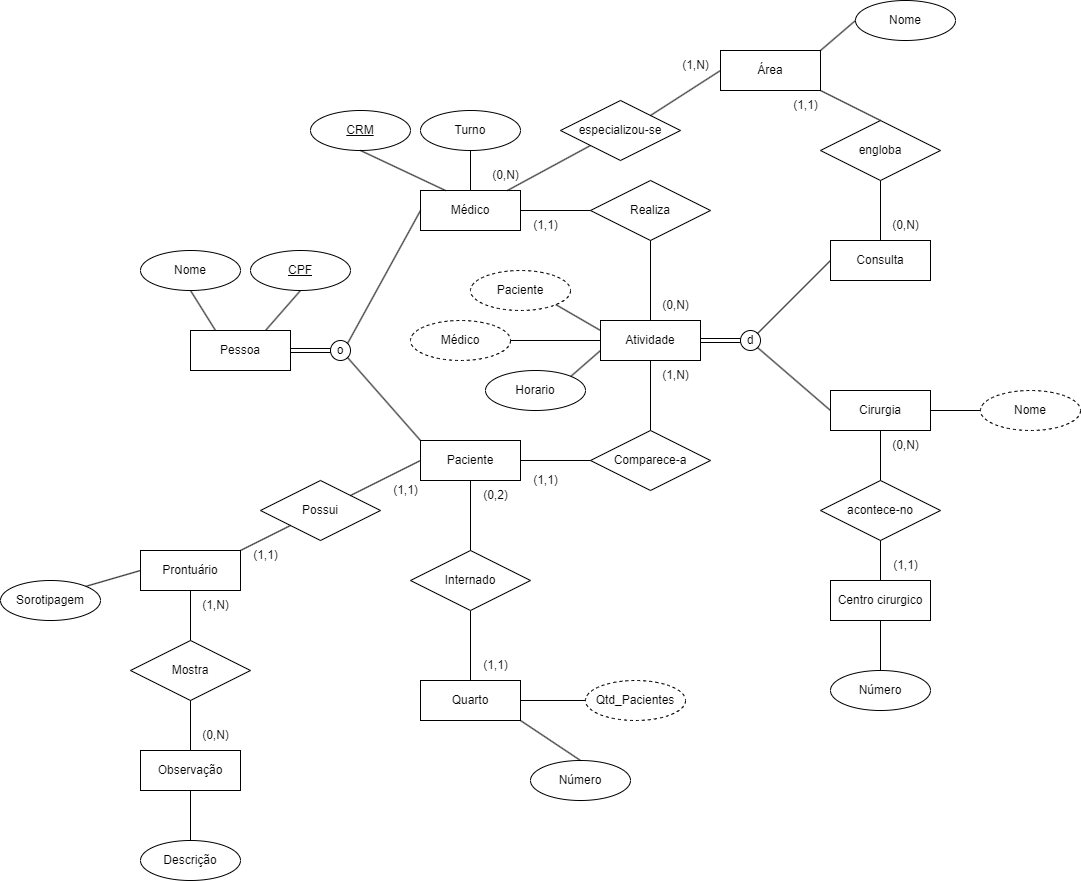 Nome
(1,N)
Área
(1,1)
CRM
Turno
especializou-se
engloba
(0,N)
Médico
Realiza
(1,1)
(0,N)
Consulta
Nome
CPF
Paciente
(0,N)
Pessoa
o
Médico
Atividade
d
(1,N)
Horario
Cirurgia
Nome
(0,N)
Paciente
Comparece-a
(1,1)
(1,1)
(0,2)
Possui
acontece-no
(1,1)
Prontuário
Internado
(1,1)
Sorotipagem
(1,N)
Centro cirurgico
Mostra
(1,1)
Quarto
Qtd_Pacientes
Número
(0,N)
Observação
Número
Descrição